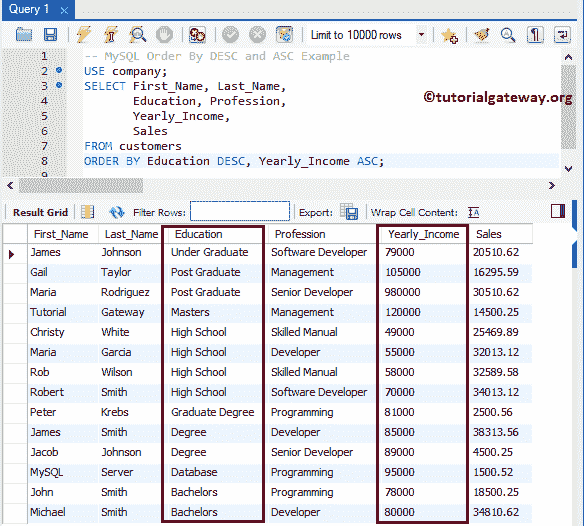 Query 1
Limit to 10000 rows
1 -- MySQL Order By DESC and ASC Example
2 USE company;
3 SELECT First_Name, Last_Name,
4 Education, Profession,
5 Yearly_Income,
6 Sales
7 FROM customers
8 ORDER BY Education DESC, Yearly_Income ASC;
©tutorialgateway.org
Result Grid Filter Rows: Export: Wrap Cell Content:
First_Name Last_Name Education Profession Yearly_Income Sales
James Johnson Under Graduate Software Developer 79000 20510.62
Gail Taylor Post Graduate Management 105000 16295.59
Maria Rodriguez Post Graduate Senior Developer 980000 30510.62
Tutorial Gateway Masters Management 120000 14500.25
Christy White High School Skilled Manual 49000 25469.89
Maria Garcia High School Developer 55000 32013.12
Rob Wilson High School Skilled Manual 58000 32589.58
Robert Smith High School Software Developer 70000 34013.12
Peter Krebs Graduate Degree Programming 81000 2500.56
James Smith Degree Developer 85000 38313.56
Jacob Johnson Degree Senior Developer 89000 4500.25
MySQL Server Database Programming 95000 1500.52
John Smith Bachelors Programming 78000 18500.25
Michael Smith Bachelors Developer 80000 34810.62